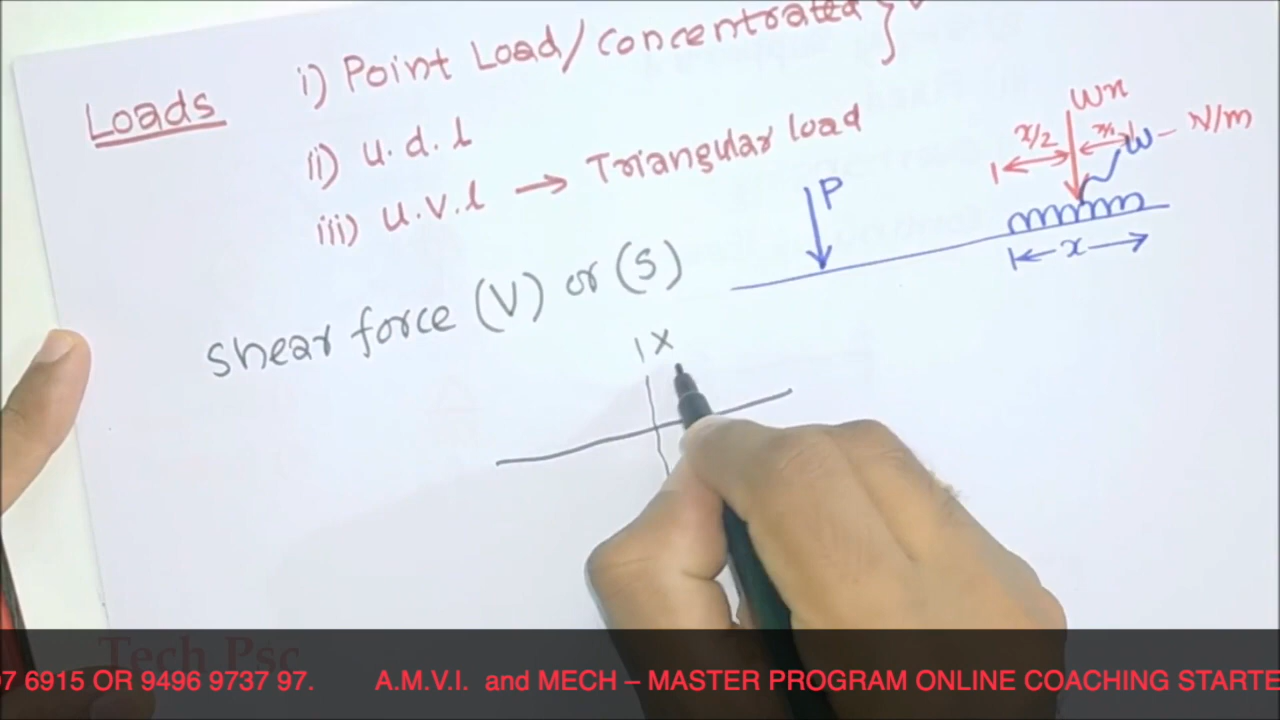 i) Point Load/concentrated }
Loads
ii) u.d.l
iii) u.v.l → Triangular load
Wx
x/2
W - N/m
P
x
Shear force (V) or (S)
1 X
Tech Psc
07 6915 OR 9496 9737 97. A.M.V.I. and MECH – MASTER PROGRAM ONLINE COACHING STARTE